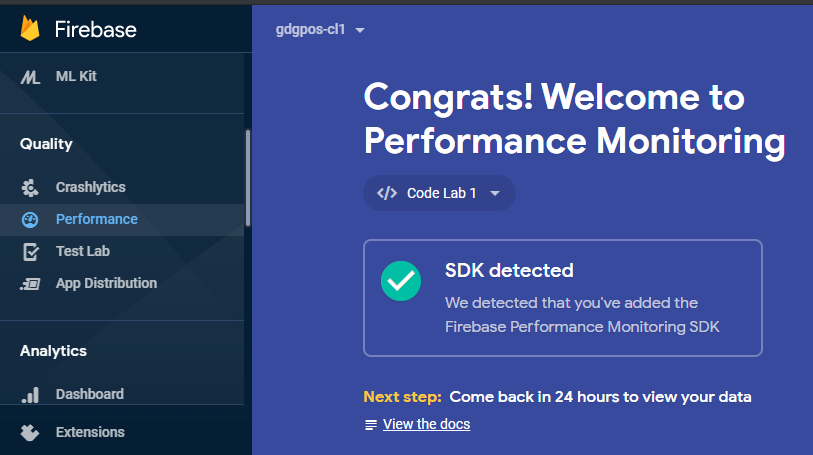 Firebase
ML Kit
Quality
Crashlytics
Performance
Test Lab
App Distribution
Analytics
Dashboard
Extensions
gdgpos-cl1
Congrats! Welcome to
Performance Monitoring
Code Lab 1
SDK detected
We detected that you've added the
Firebase Performance Monitoring SDK
Next step: Come back in 24 hours to view your data
View the docs